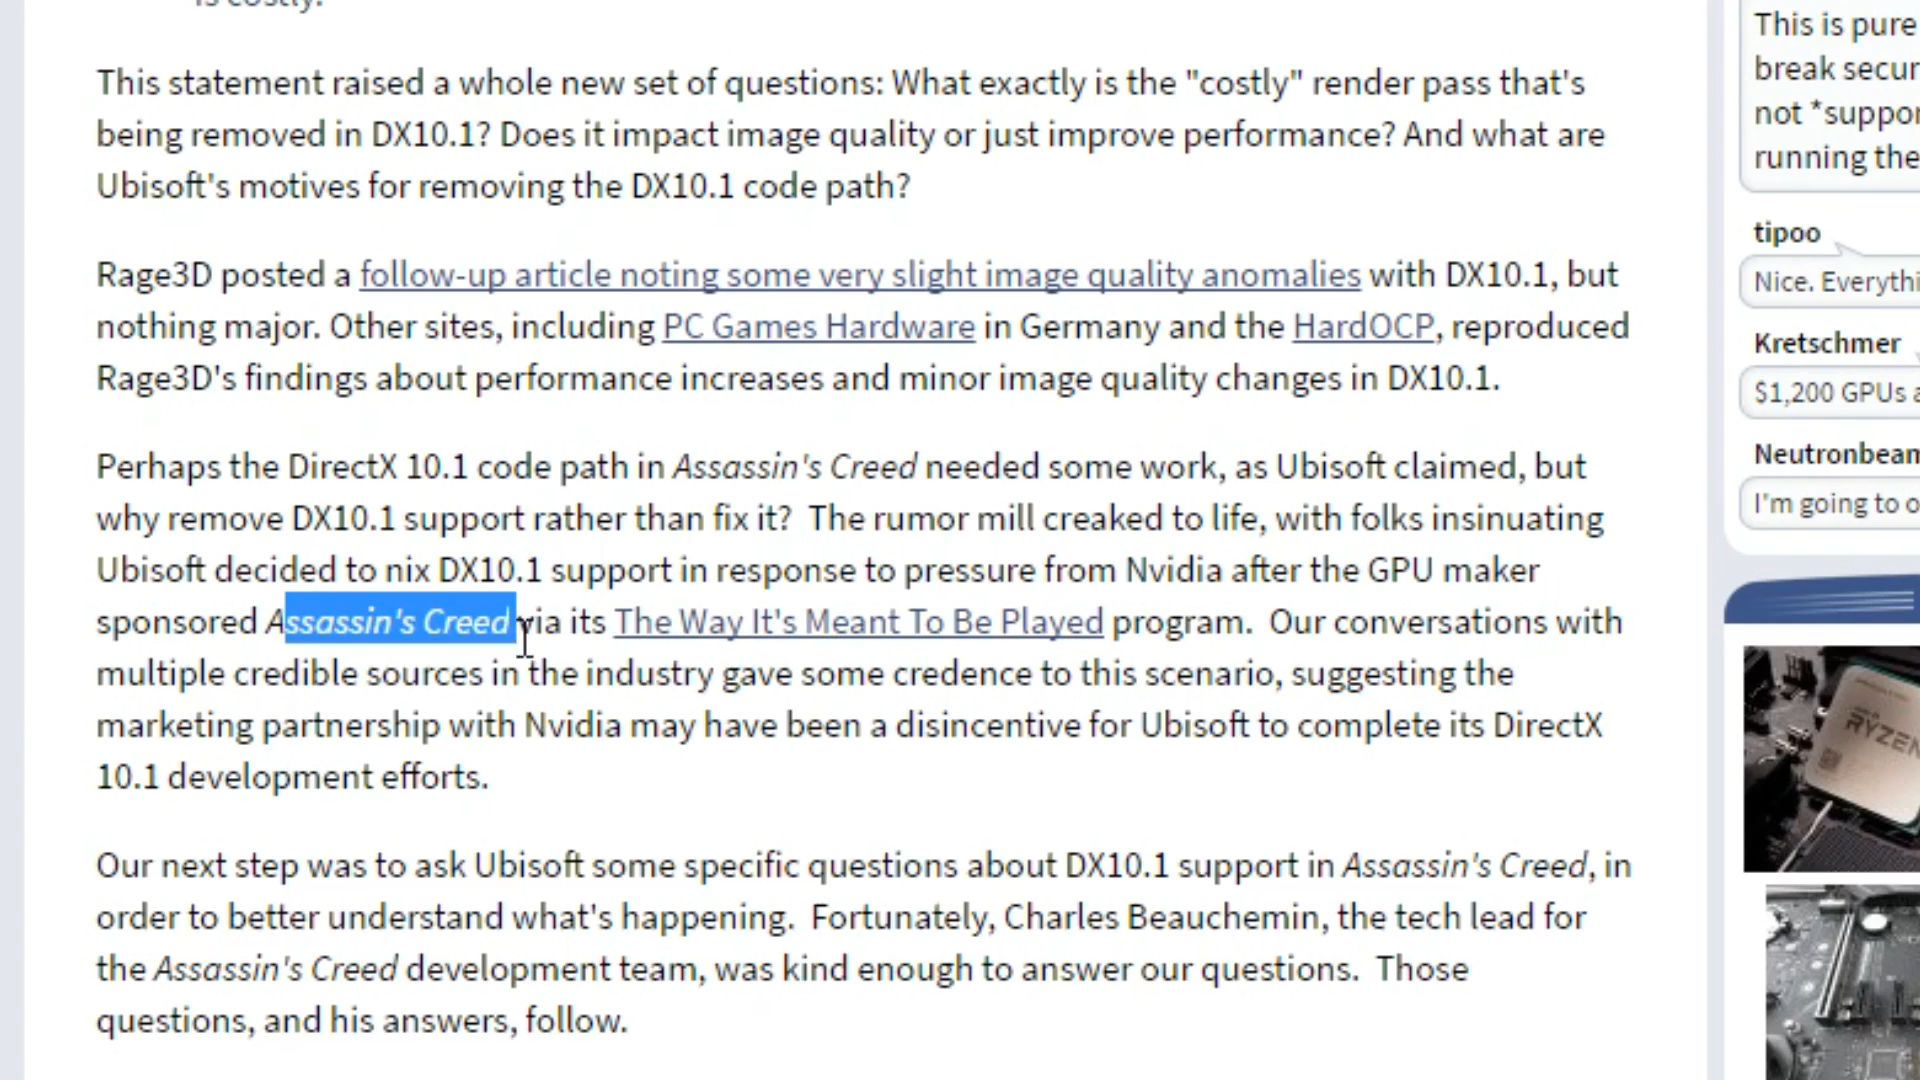 is costly.
This statement raised a whole new set of questions: What exactly is the "costly" render pass that's
being removed in DX10.1? Does it impact image quality or just improve performance? And what are
Ubisoft's motives for removing the DX10.1 code path?
Rage3D posted a follow-up article noting some very slight image quality anomalies with DX10.1, but
nothing major. Other sites, including PC Games Hardware in Germany and the HardOCP, reproduced
Rage3D's findings about performance increases and minor image quality changes in DX10.1.
Perhaps the DirectX 10.1 code path in Assassin's Creed needed some work, as Ubisoft claimed, but
why remove DX10.1 support rather than fix it?  The rumor mill creaked to life, with folks insinuating
Ubisoft decided to nix DX10.1 support in response to pressure from Nvidia after the GPU maker
sponsored Assassin's Creed via its The Way It's Meant To Be Played program.  Our conversations with
multiple credible sources in the industry gave some credence to this scenario, suggesting the
marketing partnership with Nvidia may have been a disincentive for Ubisoft to complete its DirectX
10.1 development efforts.
Our next step was to ask Ubisoft some specific questions about DX10.1 support in Assassin's Creed, in
order to better understand what's happening.  Fortunately, Charles Beauchemin, the tech lead for
the Assassin's Creed development team, was kind enough to answer our questions.  Those
questions, and his answers, follow.
This is pure
break secur
not *suppor
running the
tipoo
Nice. Everythi
Kretschmer
$1,200 GPUs a
Neutronbeam
I'm going to o
RYZEN